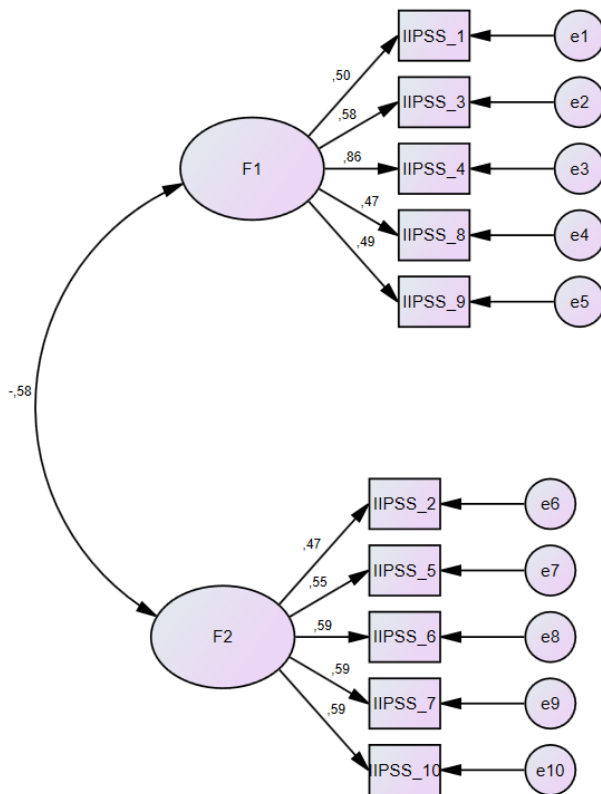 IIPSS_1
e1
,50
IIPSS_3
e2
,58
F1
,86
IIPSS_4
e3
,47
IIPSS_8
e4
,49
IIPSS_9
e5
-,58
IIPSS_2
e6
,47
IIPSS_5
e7
,55
F2
,59
IIPSS_6
e8
,59
IIPSS_7
e9
,59
IIPSS_10
e10